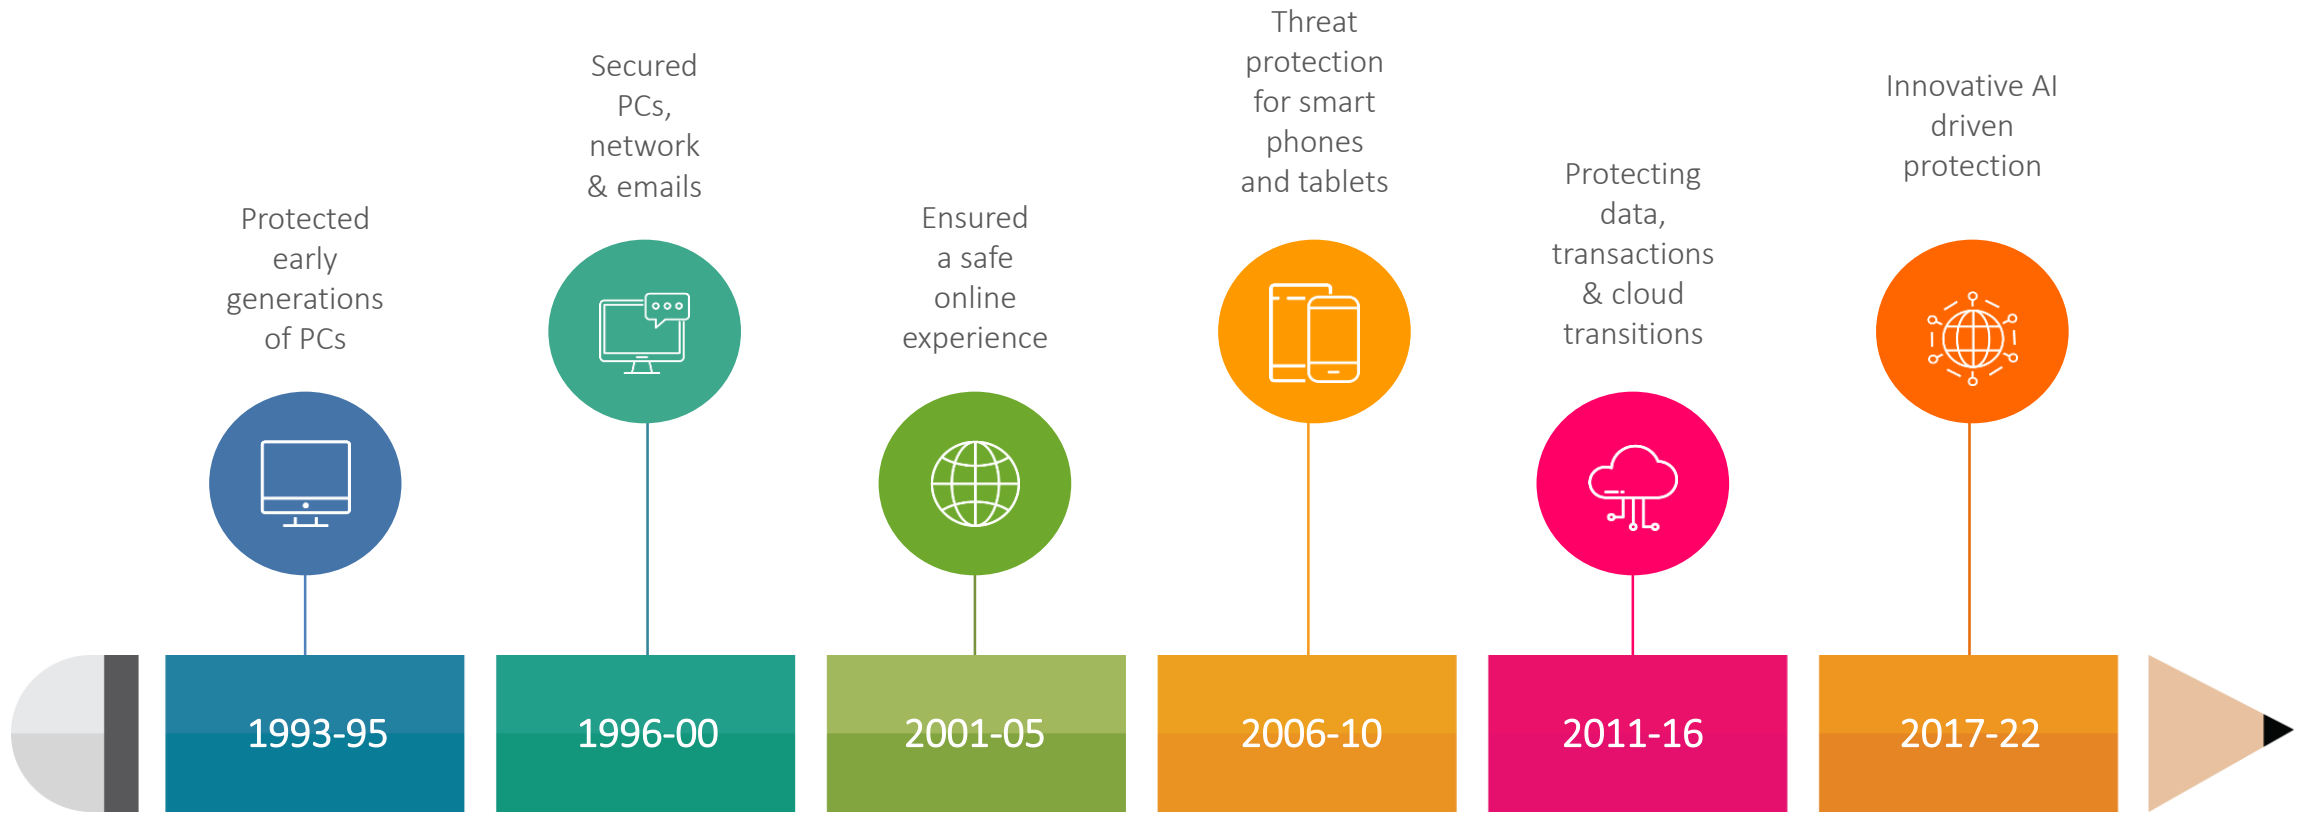 Protected
early
generations
of PCs
Secured
PCs,
network
& emails
Ensured
a safe
online
experience
Threat
protection
for smart
phones
and tablets
Protecting
data,
transactions
& cloud
transitions
Innovative AI
driven
protection
1993-95
1996-00
2001-05
2006-10
2011-16
2017-22